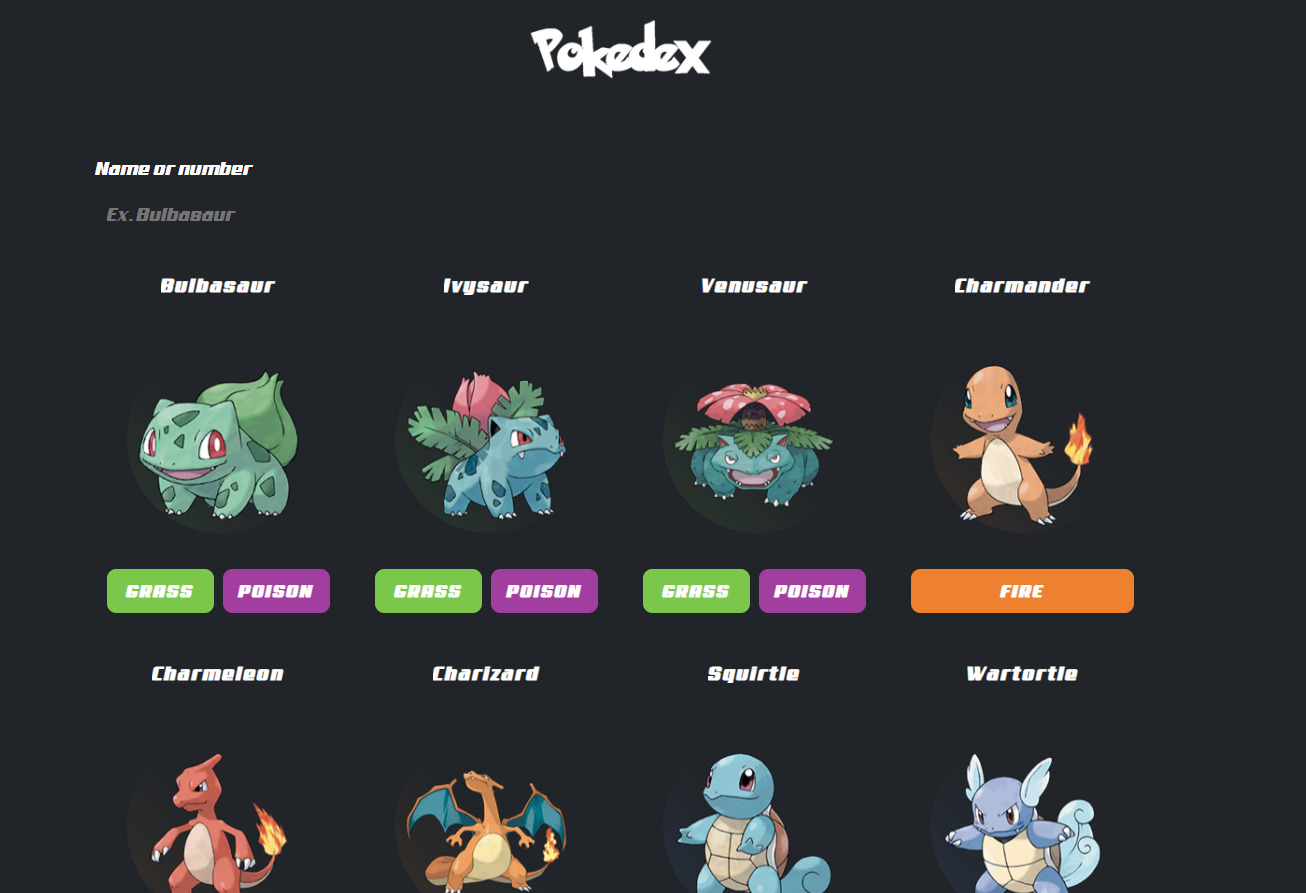 Pokedex
Name or number
Ex. Bulbasaur
Bulbasaur Ivysaur Venusaur Charmander
GRASS POISON GRASS POISON GRASS POISON FIRE
Charmeleon Charizard Squirtle Wartortle